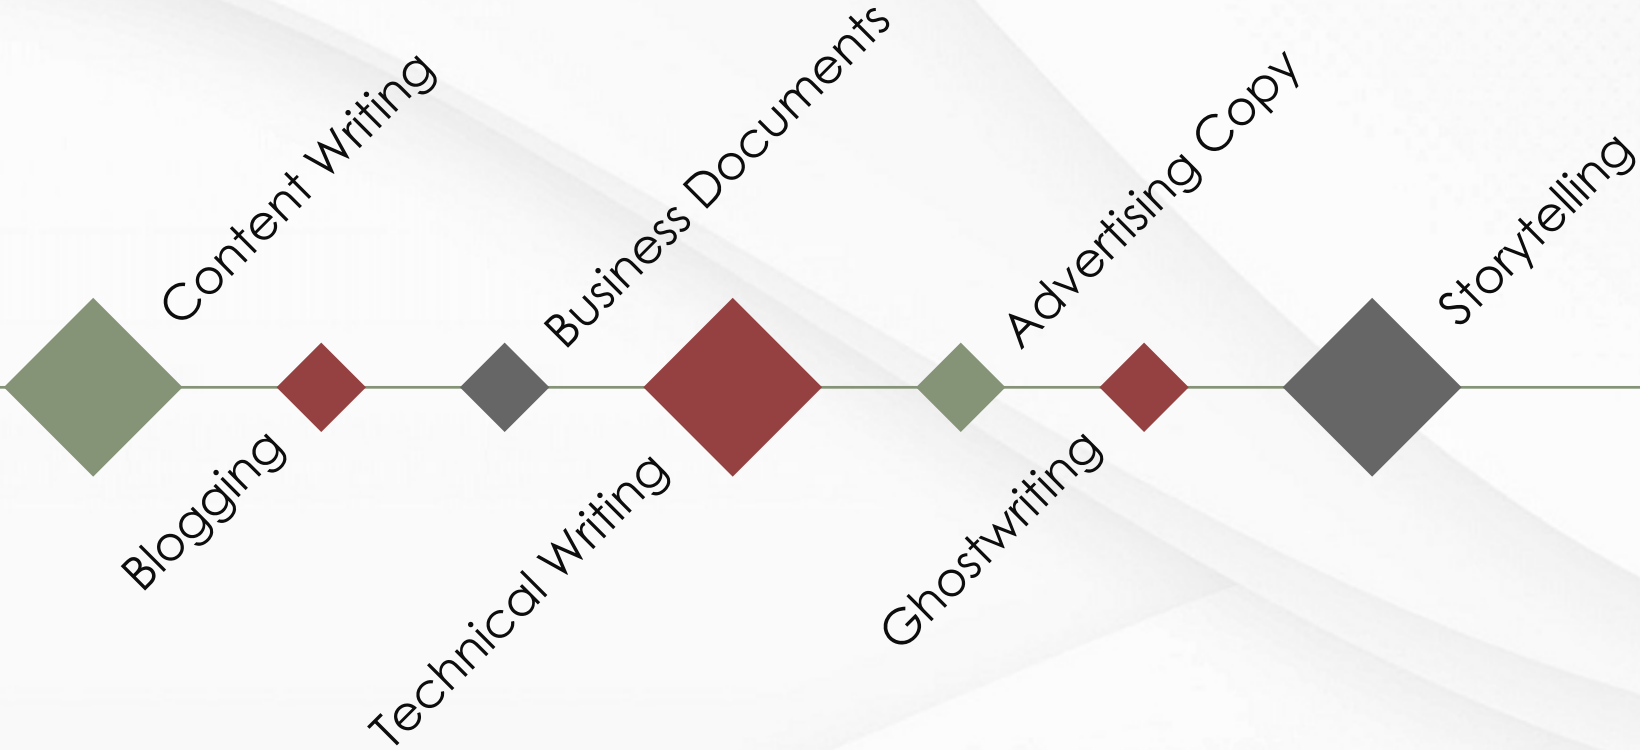 Content Writing
Blogging
Business Documents
Technical Writing
Advertising Copy
Ghostwriting
Storytelling